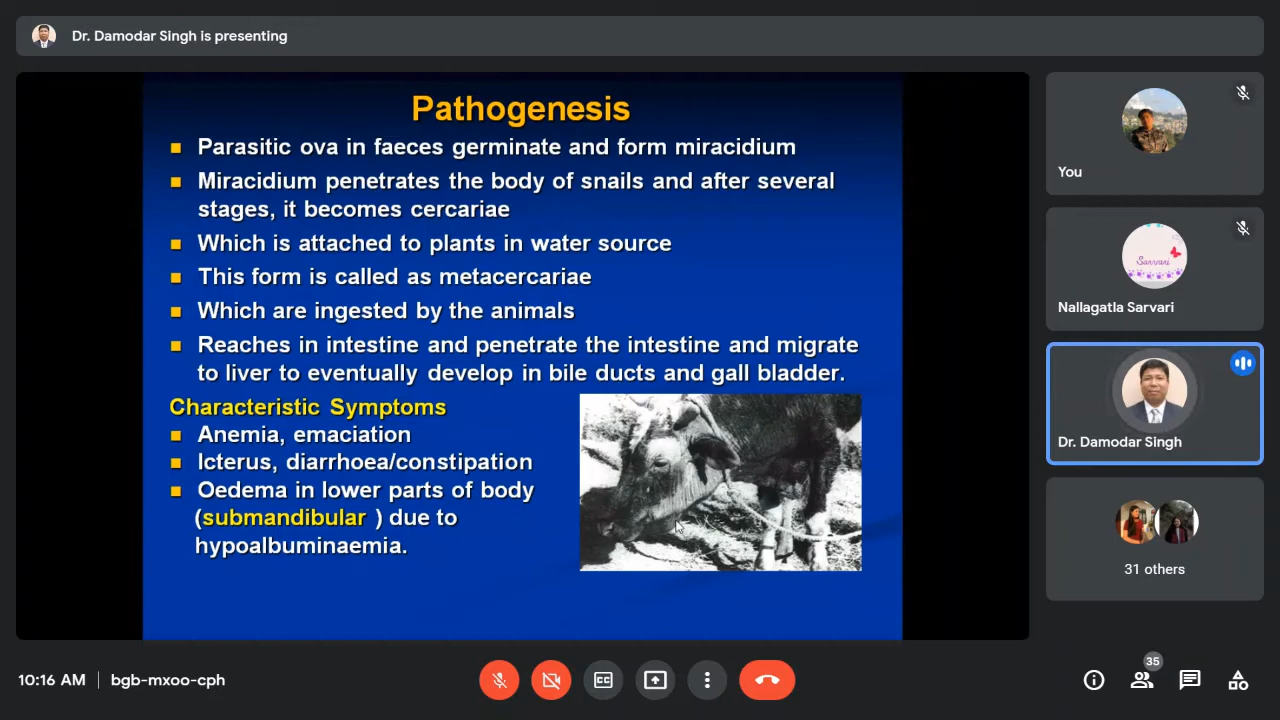 Dr. Damodar Singh is presenting
Pathogenesis
Parasitic ova in faeces germinate and form miracidium
Miracidium penetrates the body of snails and after several
stages, it becomes cercariae
Which is attached to plants in water source
This form is called as metacercariae
Which are ingested by the animals
Reaches in intestine and penetrate the intestine and migrate
to liver to eventually develop in bile ducts and gall bladder.
Characteristic Symptoms
Anemia, emaciation
Icterus, diarrhoea/constipation
Oedema in lower parts of body
(submandibular ) due to
hypoalbuminaemia.
You
Sarvari
Nallagatla Sarvari
Dr. Damodar Singh
31 others
10:16 AM
bgb-mxoo-cph
CC
35